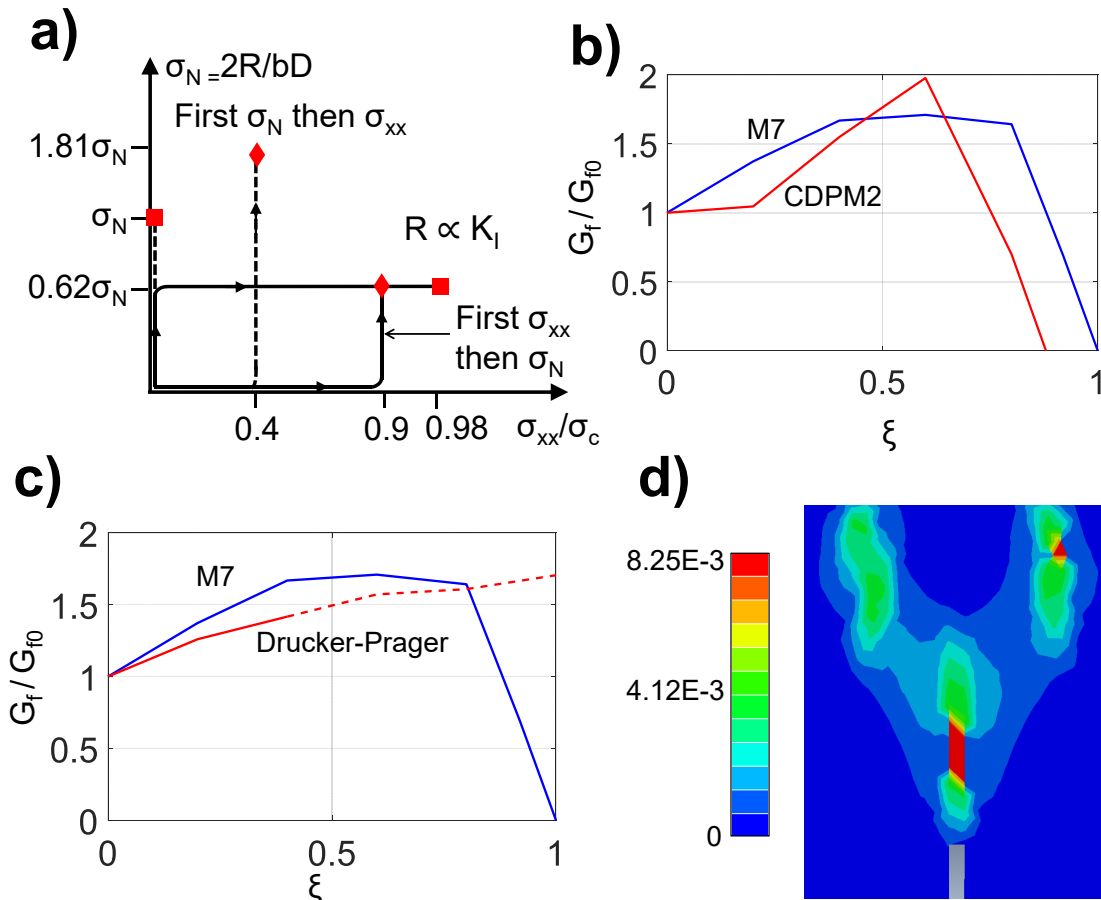 a)
σN =2R/bD
First σN then σxx
1.81σN
σN
0.62σN
R ∝ KI
First σxx
then σN
0.4
0.9
0.98
σxx/σc
b)
2
1.5
1
0.5
0
Gf / Gf0
M7
CDPM2
0
0.5
1
ξ
c)
2
1.5
1
0.5
0
Gf / Gf0
M7
Drucker-Prager
0
0.5
1
ξ
d)
8.25E-3
4.12E-3
0